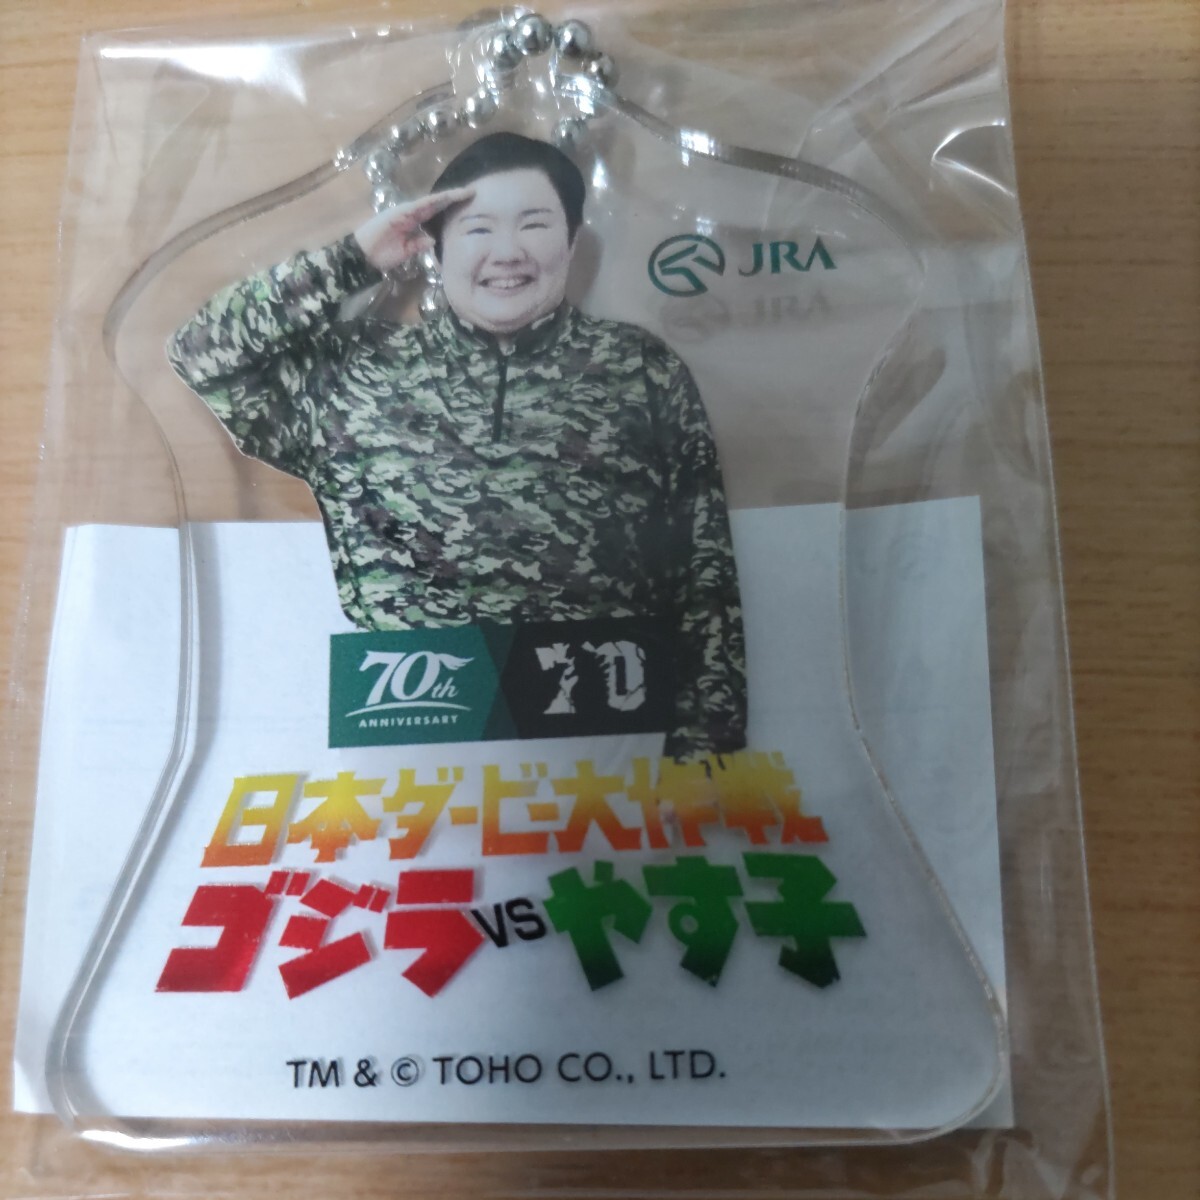 JRA
70th
ANNIVERSARY
70
日本ダービー大作戦
ゴジラVSやす子
TM & © TOHO CO., LTD.